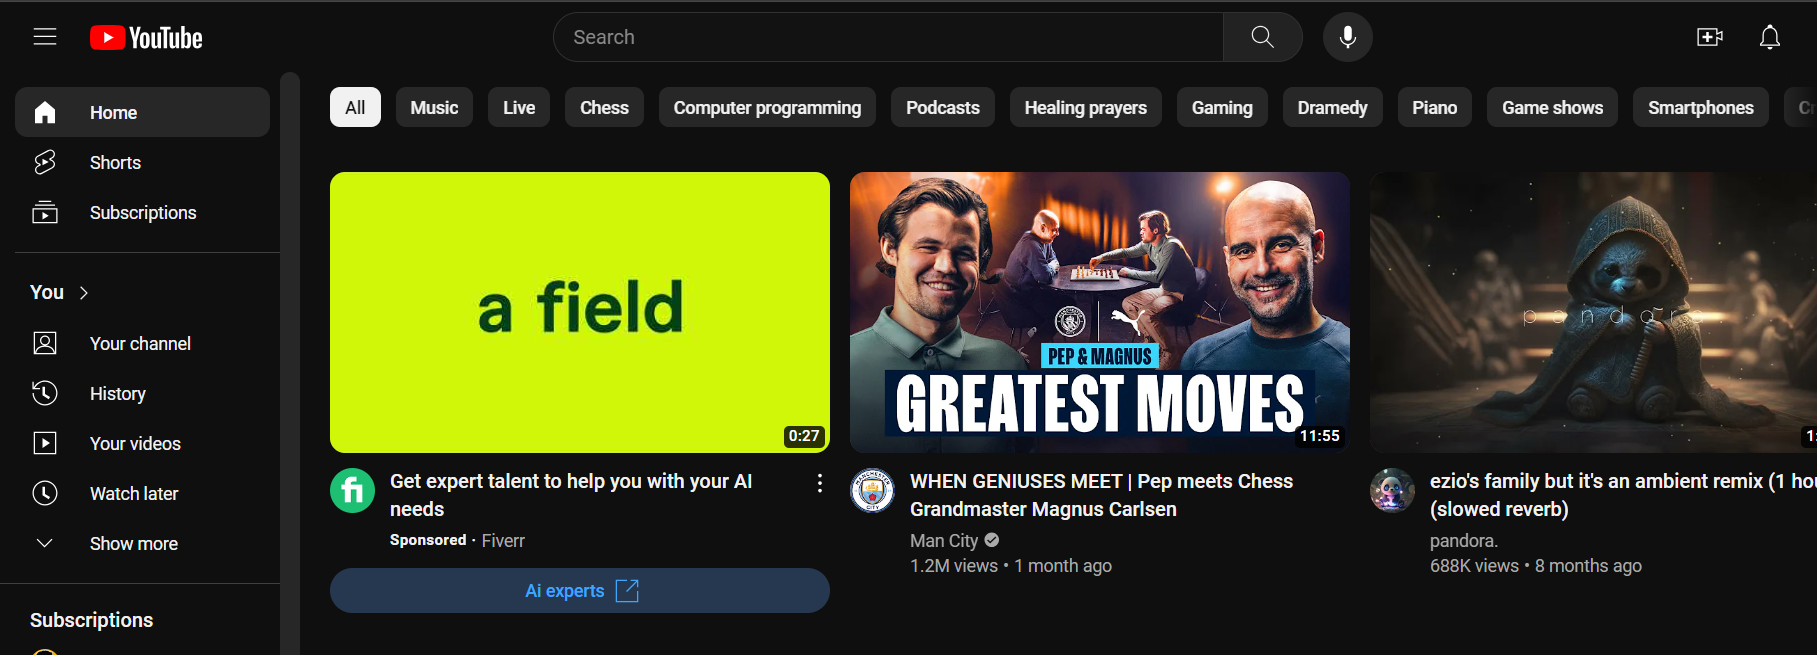 YouTube
Search
Home
Shorts
Subscriptions
You
Your channel
History
Your videos
Watch later
Show more
Subscriptions
All
Music
Live
Chess
Computer programming
Podcasts
Healing prayers
Gaming
Dramedy
Piano
Game shows
Smartphones
a field
0:27
fi
Get expert talent to help you with your AI
needs
Sponsored · Fiverr
Ai experts
PEP & MAGNUS
GREATEST MOVES
11:55
MANCHESTER
CITY
WHEN GENIUSES MEET | Pep meets Chess
Grandmaster Magnus Carlsen
Man City
1.2M views • 1 month ago
pandora.
ezio's family but it's an ambient remix (1 hou
(slowed reverb)
pandora.
688K views • 8 months ago